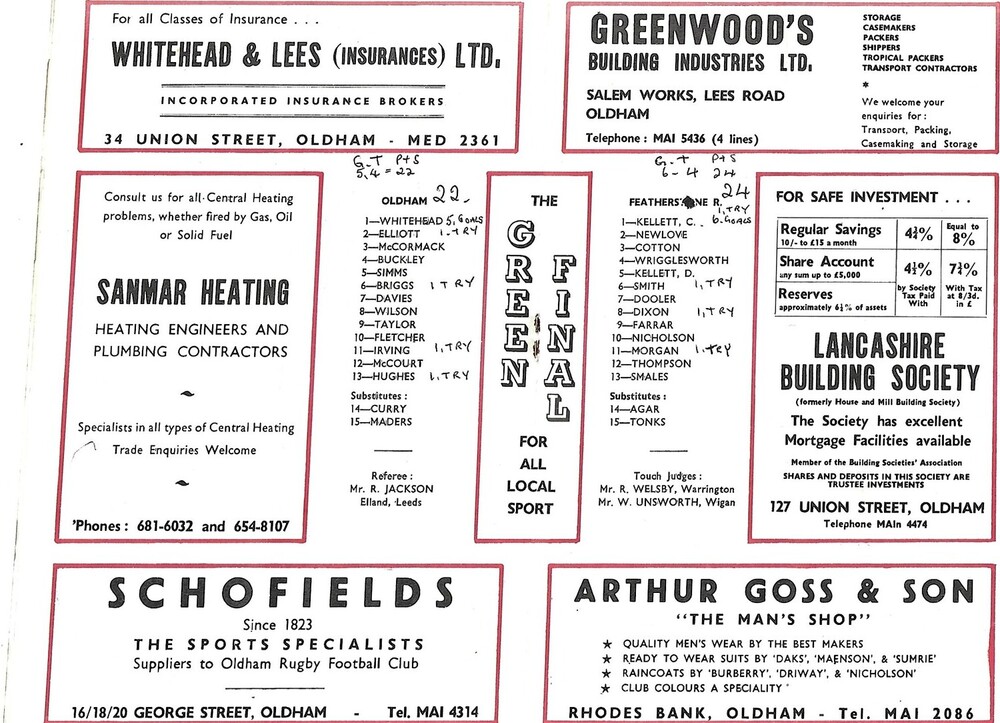 For all Classes of Insurance . . .
WHITEHEAD & LEES (INSURANCES) LTD.
INCORPORATED INSURANCE BROKERS
34 UNION STREET, OLDHAM - MED 2361
GREENWOOD'S
BUILDING INDUSTRIES LTD.
SALEM WORKS, LEES ROAD
OLDHAM
Telephone : MAI 5436 (4 lines)
STORAGE
CASEMAKERS
PACKERS
SHIPPERS
TROPICAL PACKERS
TRANSPORT CONTRACTORS
*
We welcome your
enquiries for :
Transport, Packing,
Casemaking and Storage
Consult us for all Central Heating
problems, whether fired by Gas, Oil
or Solid Fuel
SANMAR HEATING
HEATING ENGINEERS AND
PLUMBING CONTRACTORS
Specialists in all types of Central Heating
Trade Enquiries Welcome
'Phones : 681-6032 and 654-8107
G-T PtS
5.4 = 22
OLDHAM 22.
1—WHITEHEAD 5. GOALS
2—ELLIOTT 1.TRY
3—McCORMACK
4—BUCKLEY
5—SIMMS
6—BRIGGS 1 TRY
7—DAVIES
8—WILSON
9—TAYLOR
10—FLETCHER
11—IRVING 1,TRY
12—McCOURT
13—HUGHES 1.TRY
Substitutes :
14—CURRY
15—MADERS
Referee :
Mr. R. JACKSON
Elland, Leeds
THE
GREEN
FINAL
FOR
ALL
LOCAL
SPORT
G-T PtS
6-4 24
FEATHERS NE R. 24
1,TRY
1—KELLETT, C. . 6.GOALS
2—NEWLOVE
3—COTTON
4—WRIGGLESWORTH
5—KELLETT, D.
6—SMITH 1,TRY
7—DOOLER
8—DIXON 1,TRY
9—FARRAR
10—NICHOLSON
11—MORGAN 1.TRY
12—THOMPSON
13—SMALES
Substitutes :
14—AGAR
15—TONKS
Touch Judges :
Mr. R. WELSBY, Warrington
Mr. W. UNSWORTH, Wigan
FOR SAFE INVESTMENT . . .
Regular Savings 4¾% Equal to 8%
10/- to £15 a month
Share Account 4½% 7¾%
any sum up to £5,000
Reserves by Society Tax Paid With With Tax at 8/3d. in £
approximately 6½% of assets
LANCASHIRE
BUILDING SOCIETY
(formerly House and Mill Building Society)
The Society has excellent
Mortgage Facilities available
Member of the Building Societies' Association
SHARES AND DEPOSITS IN THIS SOCIETY ARE
TRUSTEE INVESTMENTS
127 UNION STREET, OLDHAM
Telephone MAIn 4474
SCHOFIELDS
Since 1823
THE SPORTS SPECIALISTS
Suppliers to Oldham Rugby Football Club
16/18/20 GEORGE STREET, OLDHAM - Tel. MAI 4314
ARTHUR GOSS & SON
"THE MAN'S SHOP"
★ QUALITY MEN'S WEAR BY THE BEST MAKERS
★ READY TO WEAR SUITS BY 'DAKS', 'MAENSON', & 'SUMRIE'
★ RAINCOATS BY 'BURBERRY', 'DRIWAY', & 'NICHOLSON'
★ CLUB COLOURS A SPECIALITY
RHODES BANK, OLDHAM - Tel. MAI 2086